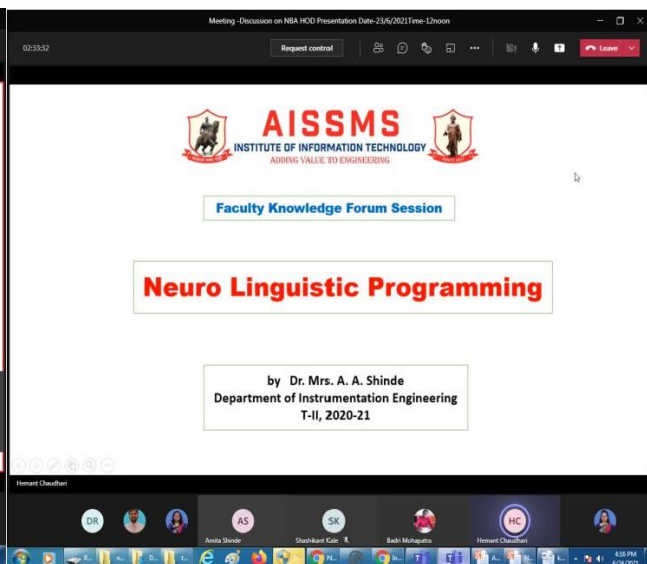 Meeting -Discussion on NBA HOD Presentation Date-23/6/2021Time-12noon
02:33:32
Request control
Leave
AISSMS
INSTITUTE OF INFORMATION TECHNOLOGY
ADDING VALUE TO ENGINEERING
Faculty Knowledge Forum Session
Neuro Linguistic Programming
by Dr. Mrs. A. A. Shinde
Department of Instrumentation Engineering
T-II, 2020-21
Hemant Chaudhari
DR
AS
SK
HC
Amita Shinde
Shashikant Kale
Badri Mohapatra
Hemant Chaudhari
4:56 PM